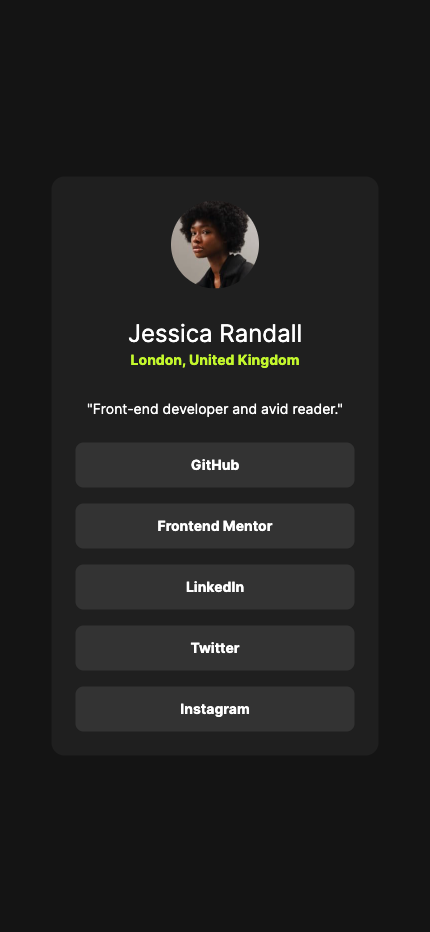 Jessica Randall
London, United Kingdom
"Front-end developer and avid reader."
GitHub
Frontend Mentor
LinkedIn
Twitter
Instagram